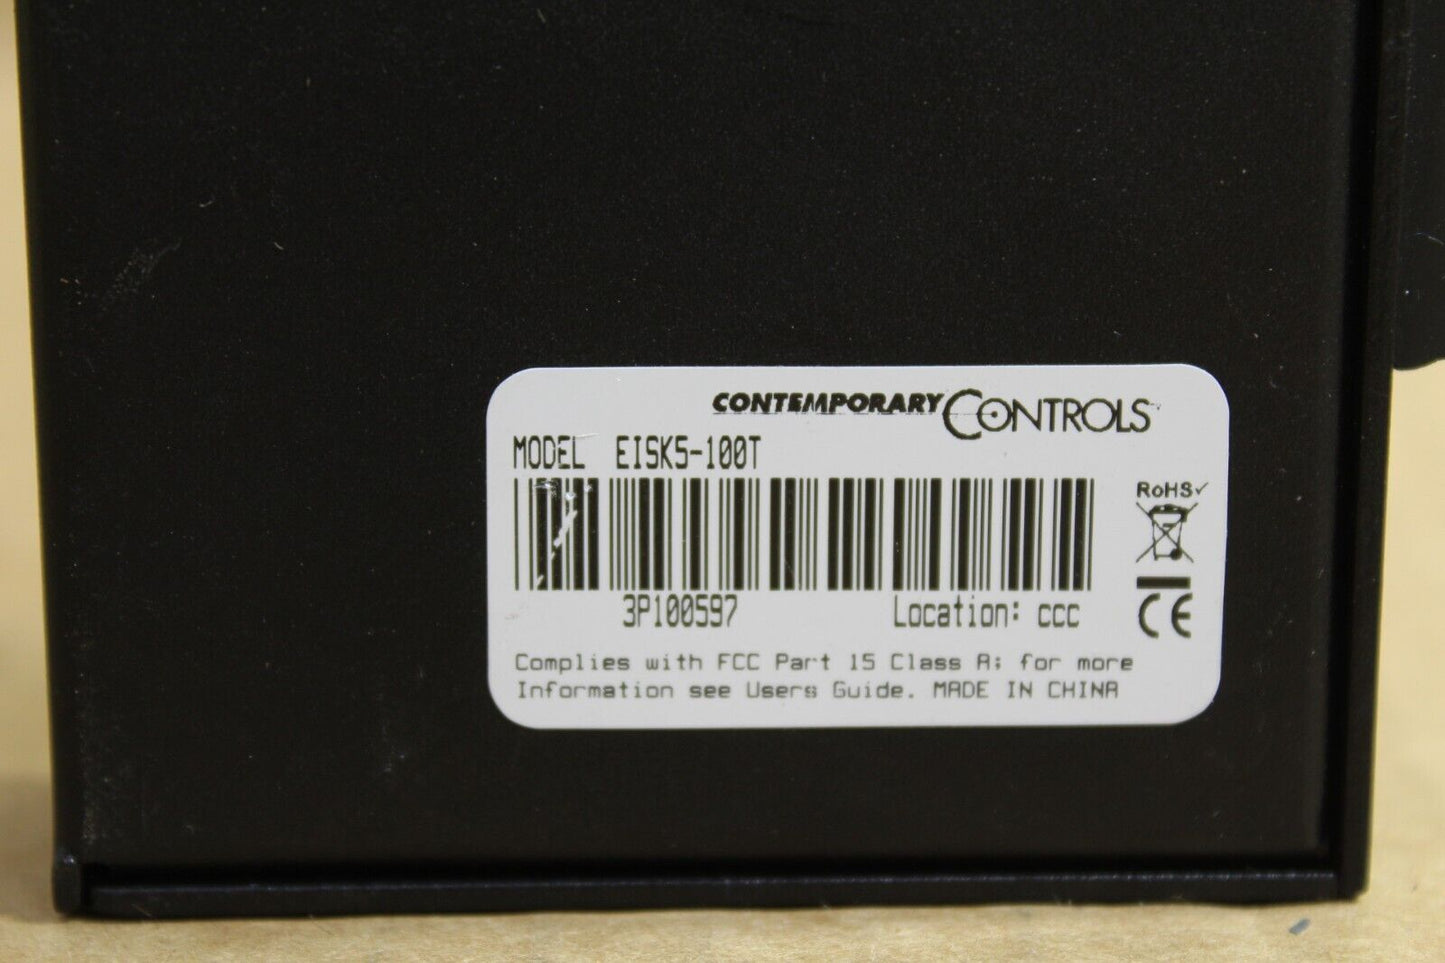 CONTEMPORARY CONTROLS
MODEL EISK5-100T
RoHS✓
3P100597 Location: ccc
CE
Complies with FCC Part 15 Class A; for more
Information see Users Guide. MADE IN CHINA